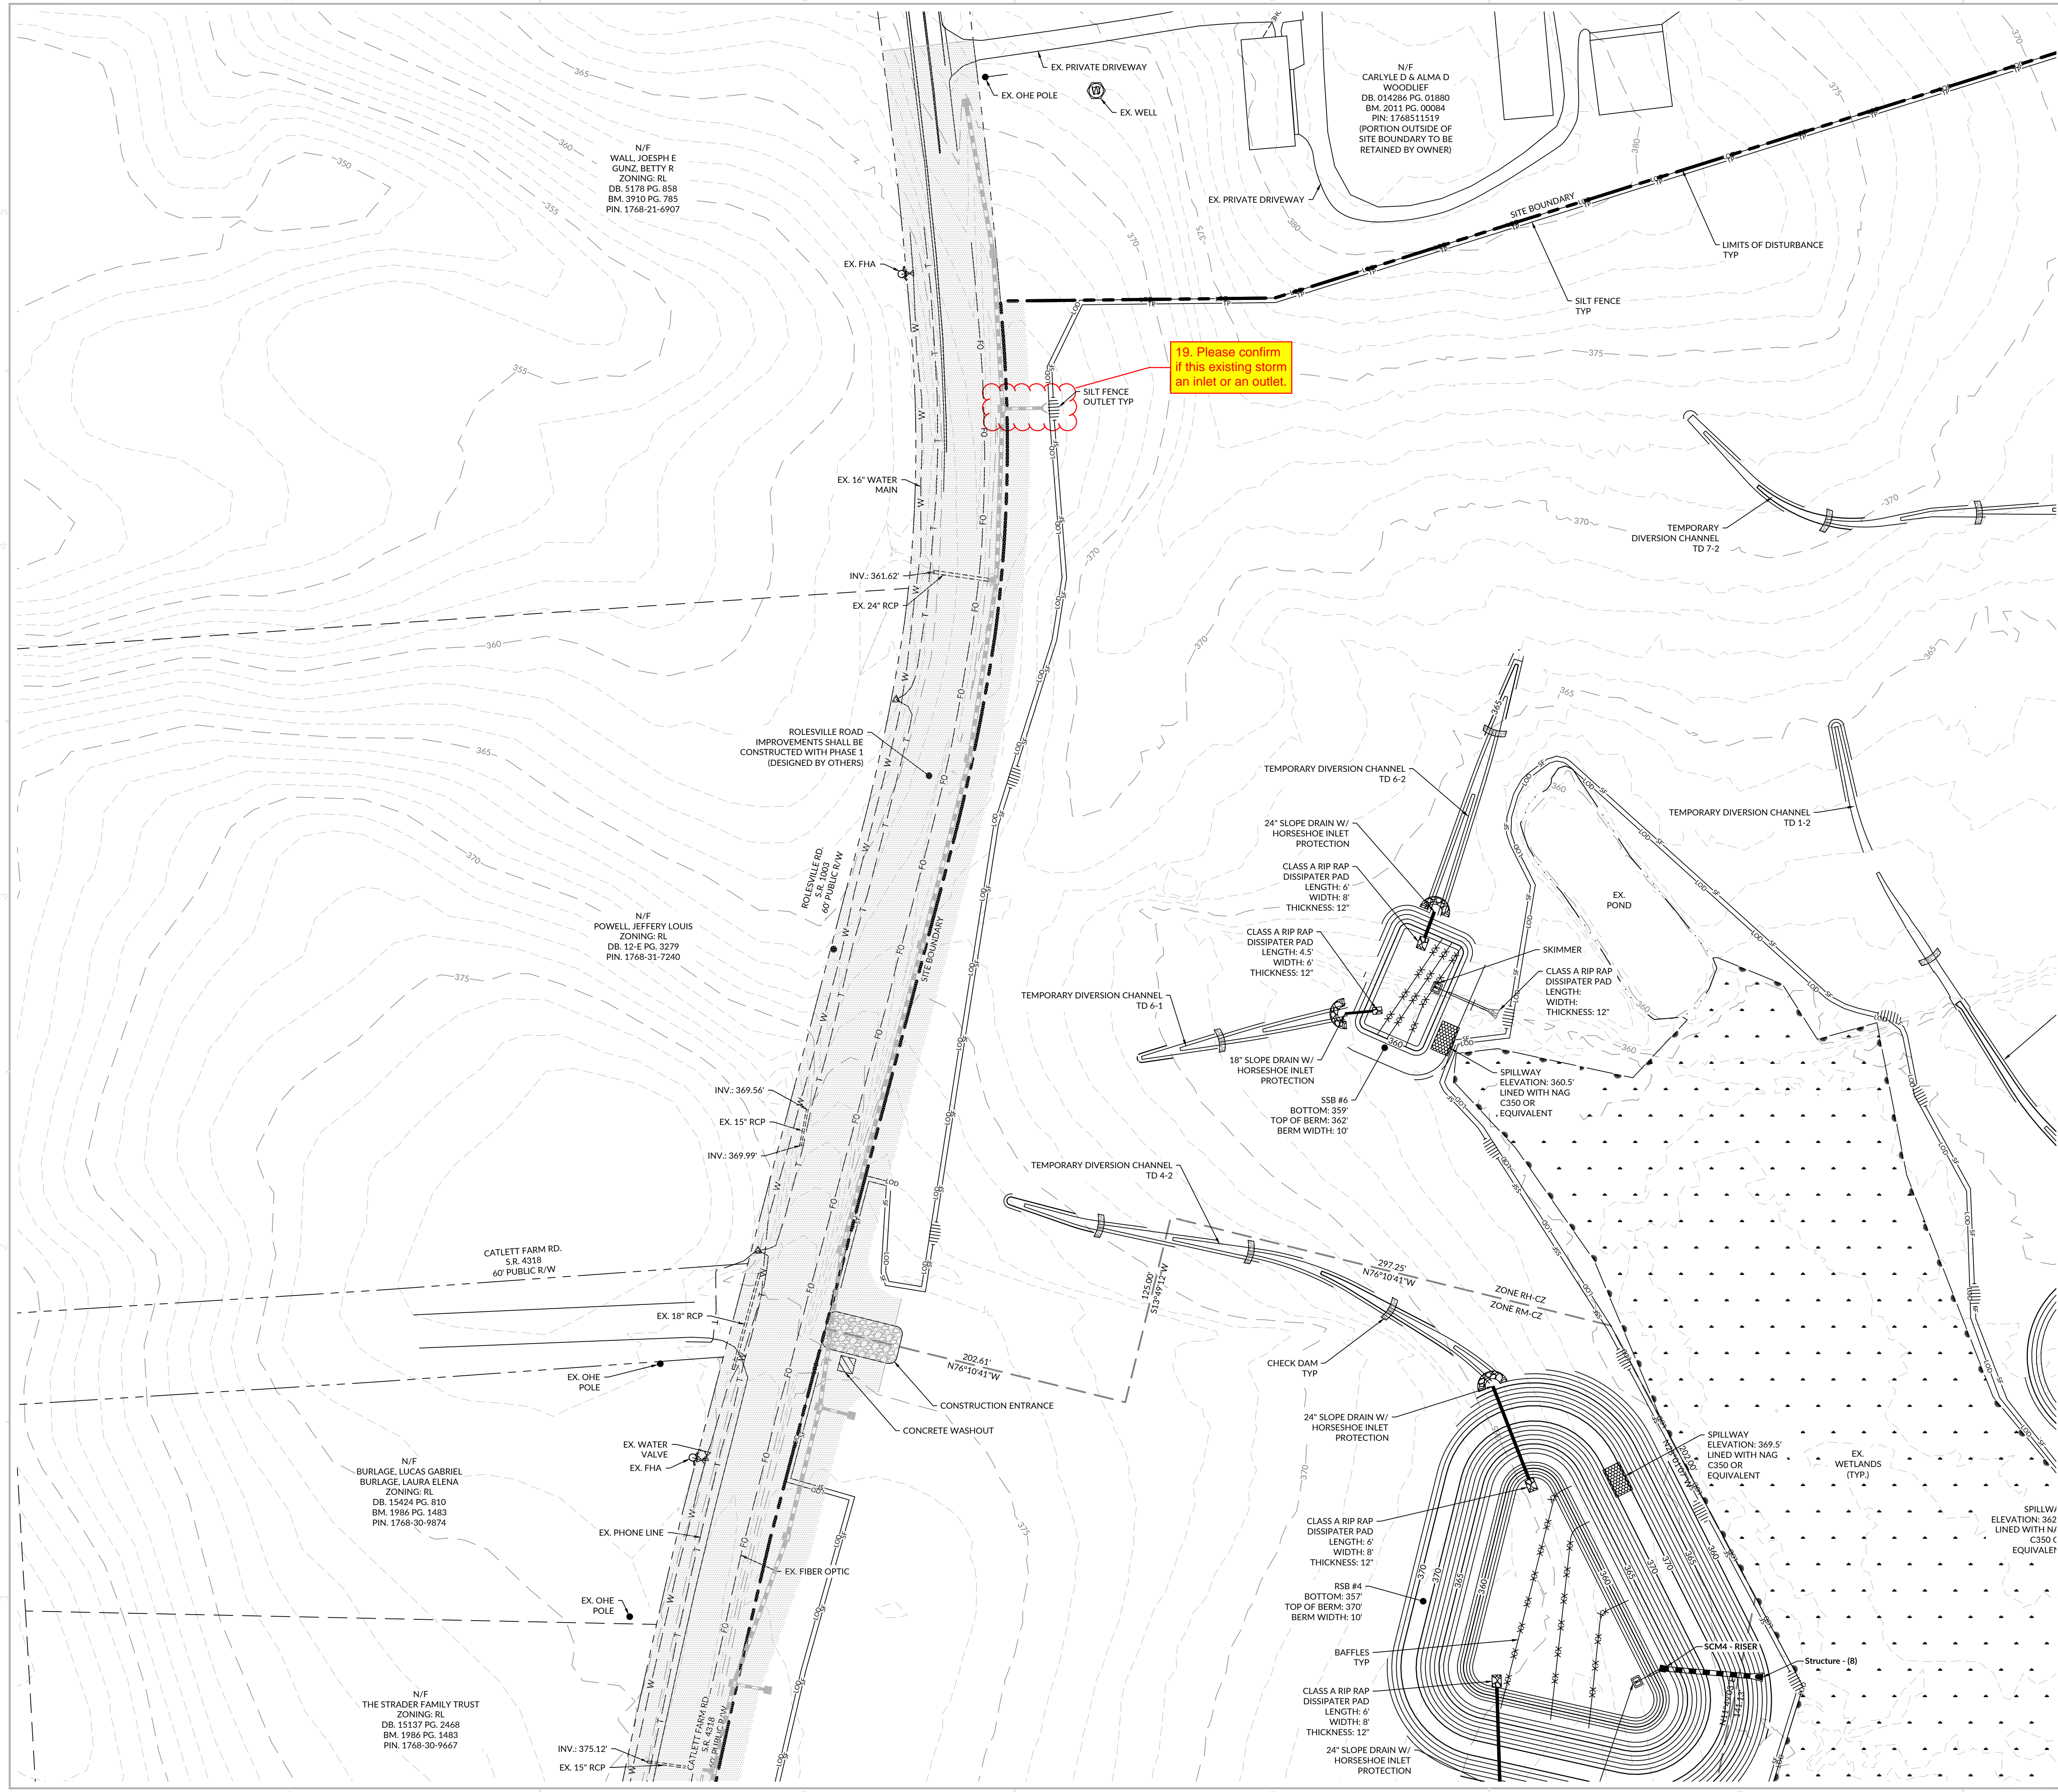 EX. PRIVATE DRIVEWAY
EX. OHE POLE
EX. WELL
W
N/F
CARLYLE D & ALMA D
WOODLIEF
DB. 014286 PG. 01880
BM. 2011 PG. 00084
PIN: 1768511519
(PORTION OUTSIDE OF
SITE BOUNDARY TO BE
RETAINED BY OWNER)
N/F
WALL, JOESPH E
GUNZ, BETTY R
ZONING: RL
DB. 5178 PG. 858
BM. 3910 PG. 785
PIN. 1768-21-6907
EX. PRIVATE DRIVEWAY
SITE BOUNDARY
LIMITS OF DISTURBANCE
TYP
SILT FENCE
TYP
EX. FHA
19. Please confirm
if this existing storm
an inlet or an outlet.
SILT FENCE
OUTLET TYP
EX. 16" WATER
MAIN
TEMPORARY
DIVERSION CHANNEL
TD 7-2
INV.: 361.62'
EX. 24" RCP
ROLESVILLE ROAD
IMPROVEMENTS SHALL BE
CONSTRUCTED WITH PHASE 1
(DESIGNED BY OTHERS)
TEMPORARY DIVERSION CHANNEL
TD 6-2
TEMPORARY DIVERSION CHANNEL
TD 1-2
24" SLOPE DRAIN W/
HORSESHOE INLET
PROTECTION
CLASS A RIP RAP
DISSIPATER PAD
LENGTH: 6'
WIDTH: 8'
THICKNESS: 12"
ROLESVILLE RD.
S.R. 1003
60' PUBLIC R/W
EX.
POND
N/F
POWELL, JEFFERY LOUIS
ZONING: RL
DB. 12-E PG. 3279
PIN. 1768-31-7240
SITE BOUNDARY
CLASS A RIP RAP
DISSIPATER PAD
LENGTH: 4.5'
WIDTH: 6'
THICKNESS: 12"
SKIMMER
CLASS A RIP RAP
DISSIPATER PAD
LENGTH:
WIDTH:
THICKNESS: 12"
TEMPORARY DIVERSION CHANNEL
TD 6-1
18" SLOPE DRAIN W/
HORSESHOE INLET
PROTECTION
SPILLWAY
ELEVATION: 360.5'
LINED WITH NAG
C350 OR
EQUIVALENT
SSB #6
BOTTOM: 359'
TOP OF BERM: 362'
BERM WIDTH: 10'
INV.: 369.56'
EX. 15" RCP
INV.: 369.99'
TEMPORARY DIVERSION CHANNEL
TD 4-2
CATLETT FARM RD.
S.R. 4318
60' PUBLIC R/W
125.00'
S13°49'12"W
297.25'
N76°10'41"W
ZONE RH-CZ
ZONE RM-CZ
EX. 18" RCP
202.61'
N76°10'41"W
CHECK DAM
TYP
EX. OHE
POLE
CONSTRUCTION ENTRANCE
CONCRETE WASHOUT
24" SLOPE DRAIN W/
HORSESHOE INLET
PROTECTION
EX. WATER
VALVE
EX. FHA
N/F
BURLAGE, LUCAS GABRIEL
BURLAGE, LAURA ELENA
ZONING: RL
DB. 15424 PG. 810
BM. 1986 PG. 1483
PIN. 1768-30-9874
SPILLWAY
ELEVATION: 369.5'
LINED WITH NAG
C350 OR
EQUIVALENT
EX.
WETLANDS
(TYP.)
EX. PHONE LINE
CLASS A RIP RAP
DISSIPATER PAD
LENGTH: 6'
WIDTH: 8'
THICKNESS: 12"
SPILLWA
ELEVATION: 362
LINED WITH NA
C350 O
EQUIVALEN
EX. FIBER OPTIC
RSB #4
BOTTOM: 357'
TOP OF BERM: 370'
BERM WIDTH: 10'
EX. OHE
POLE
BAFFLES
TYP
SCM4 - RISER
Structure - (8)
N/F
THE STRADER FAMILY TRUST
ZONING: RL
DB. 15137 PG. 2468
BM. 1986 PG. 1483
PIN. 1768-30-9667
CATLETT FARM RD.
S.R. 4318
60' PUBLIC R/W
CLASS A RIP RAP
DISSIPATER PAD
LENGTH: 6'
WIDTH: 8'
THICKNESS: 12"
141.13'
INV.: 375.12'
EX. 15" RCP
24" SLOPE DRAIN W/
HORSESHOE INLET
PROTECTION